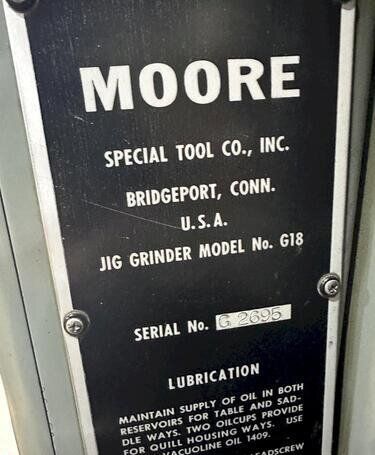 MOORE
SPECIAL TOOL CO., INC.
BRIDGEPORT, CONN.
U.S.A.
JIG GRINDER MODEL No. G18
SERIAL No. G 2695
LUBRICATION
MAINTAIN SUPPLY OF OIL IN BOTH
RESERVOIRS FOR TABLE AND SAD-
DLE WAYS. TWO OILCUPS PROVIDE
FOR QUILL HOUSING WAYS. USE
VACUOLINE OIL 1409.
LEADSCREW